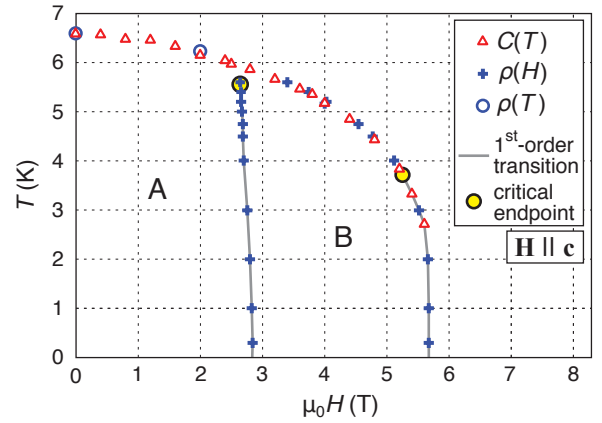 7
6
5
4
3
2
1
0
T (K)
0
1
2
3
4
5
6
7
8
μ₀H (T)
A
B
C(T)
ρ(H)
ρ(T)
1st-order
transition
critical
endpoint
H || c